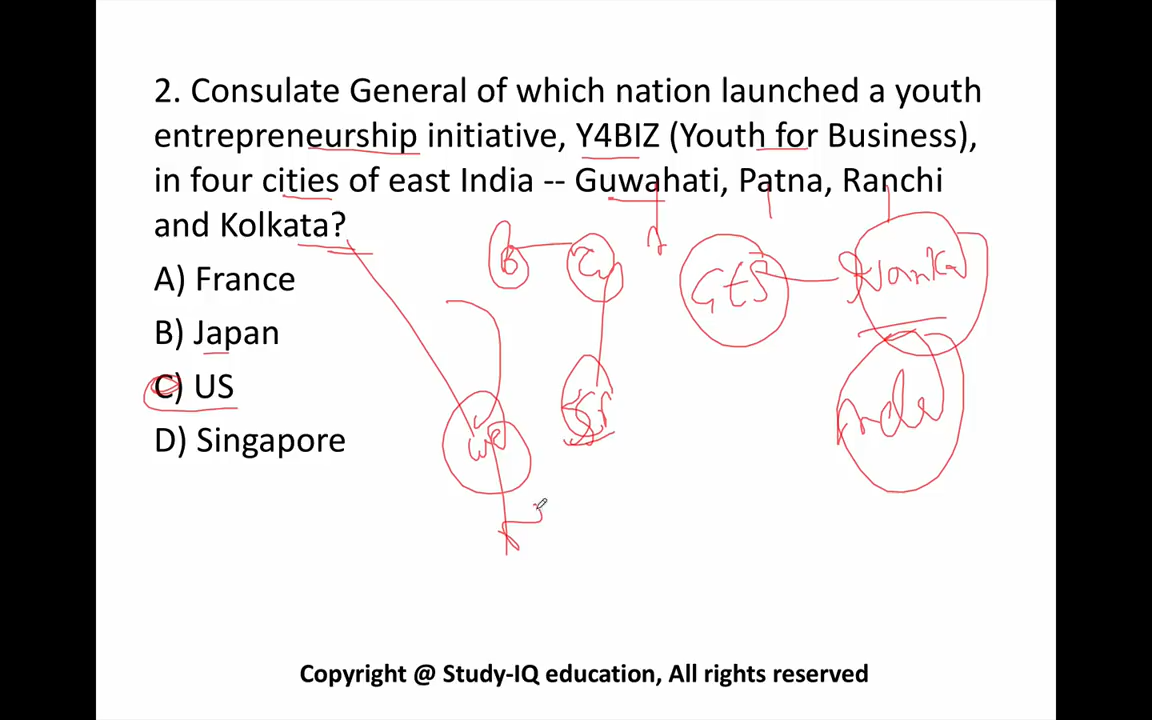 2. Consulate General of which nation launched a youth
entrepreneurship initiative, Y4BIZ (Youth for Business),
in four cities of east India -- Guwahati, Patna, Ranchi
and Kolkata?
A) France
B) Japan
C) US
D) Singapore
B
GES
Copyright @ Study-IQ education, All rights reserved